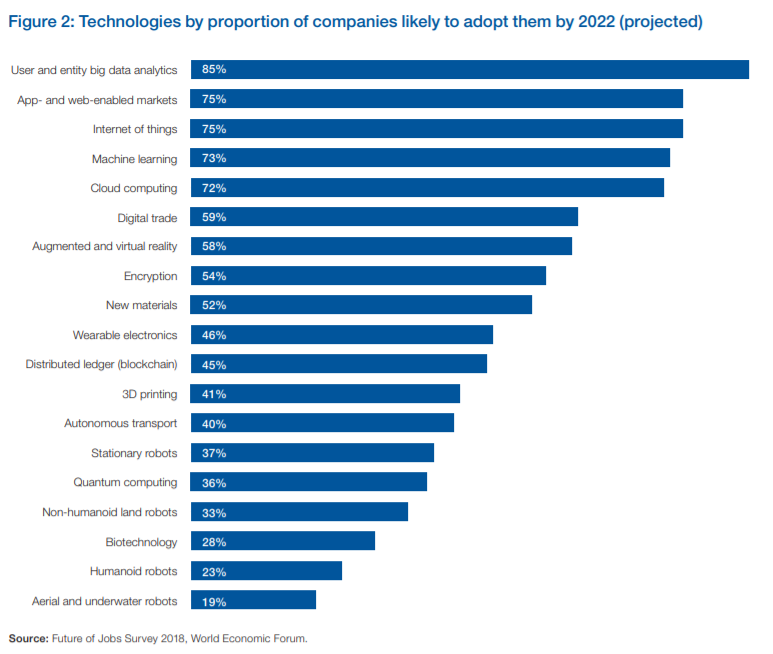 Figure 2: Technologies by proportion of companies likely to adopt them by 2022 (projected)
User and entity big data analytics 85%
App- and web-enabled markets 75%
Internet of things 75%
Machine learning 73%
Cloud computing 72%
Digital trade 59%
Augmented and virtual reality 58%
Encryption 54%
New materials 52%
Wearable electronics 46%
Distributed ledger (blockchain) 45%
3D printing 41%
Autonomous transport 40%
Stationary robots 37%
Quantum computing 36%
Non-humanoid land robots 33%
Biotechnology 28%
Humanoid robots 23%
Aerial and underwater robots 19%
Source: Future of Jobs Survey 2018, World Economic Forum.